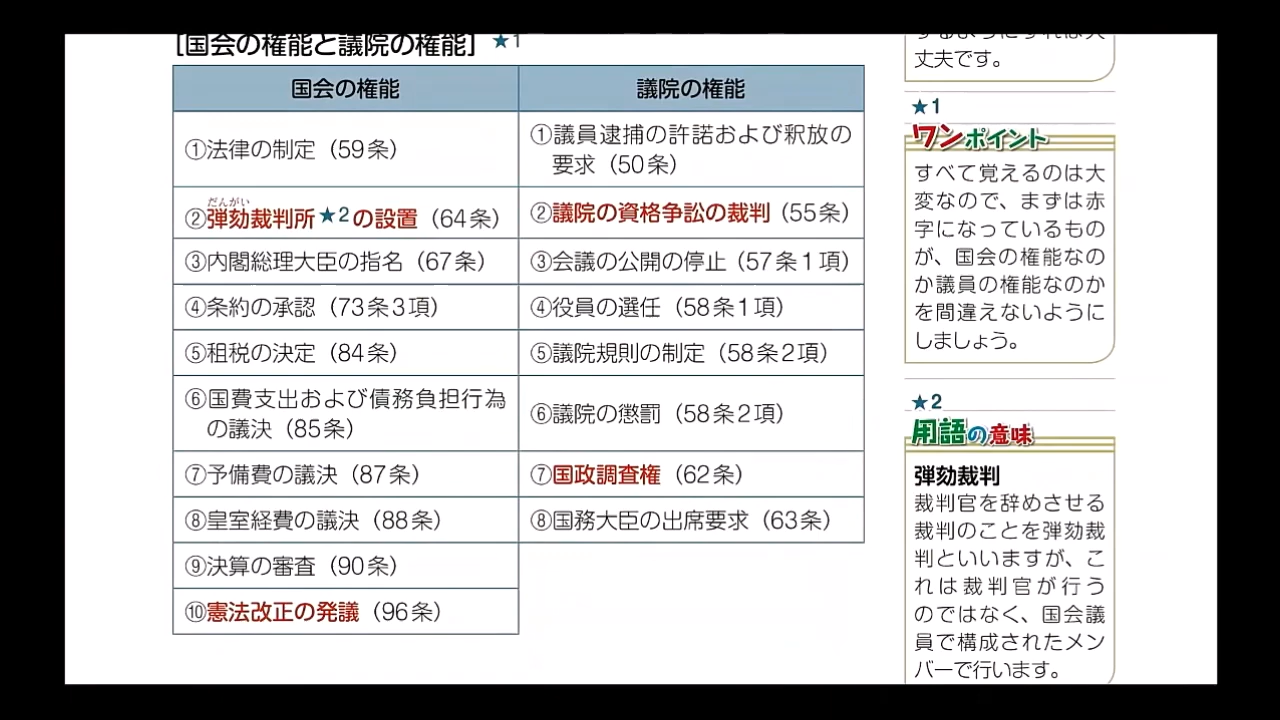 [国会の権能と議院の権能] ★1
国会の権能
議院の権能
①法律の制定（59条）
①議員逮捕の許諾および釈放の
要求（50条）
だんがい
②弾劾裁判所★2の設置（64条）
②議院の資格争訟の裁判（55条）
③内閣総理大臣の指名（67条）
③会議の公開の停止（57条1項）
④条約の承認（73条3項）
④役員の選任（58条1項）
⑤租税の決定（84条）
⑤議院規則の制定（58条2項）
⑥国費支出および債務負担行為
の議決（85条）
⑥議院の懲罰（58条2項）
⑦予備費の議決（87条）
⑦国政調査権（62条）
⑧皇室経費の議決（88条）
⑧国務大臣の出席要求（63条）
⑨決算の審査（90条）
⑩憲法改正の発議（96条）
丈夫です。
★1
ワンポイント
すべて覚えるのは大
変なので、まずは赤
字になっているもの
が、国会の権能なの
か議員の権能なのか
を間違えないように
しましょう。
★2
用語の意味
弾劾裁判
裁判官を辞めさせる
裁判のことを弾劾裁
判といいますが、こ
れは裁判官が行う
のではなく、国会議
員で構成されたメン
バーで行います。